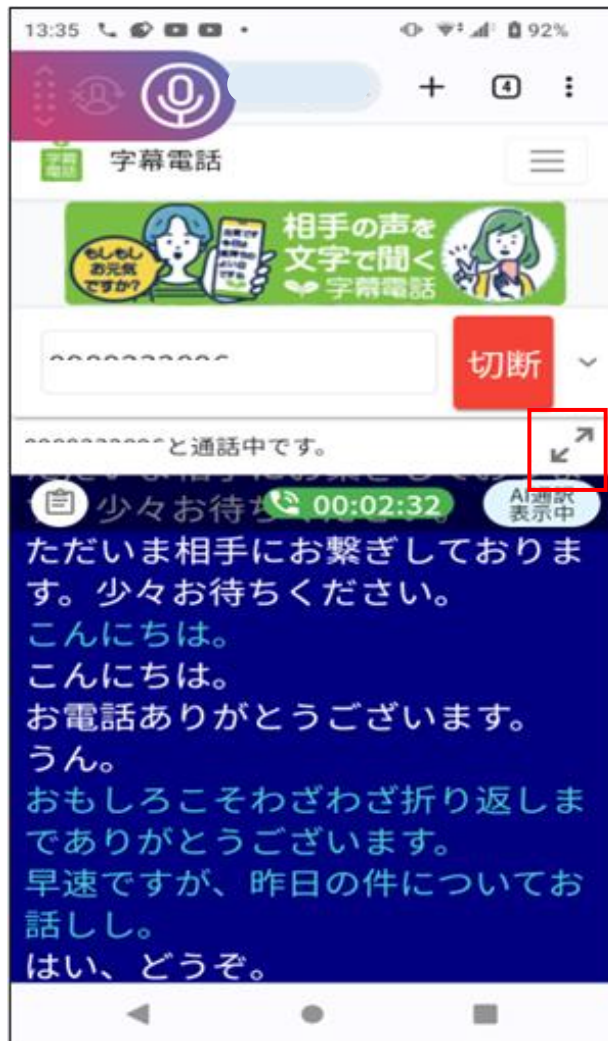 13:35
92%
4
字幕電話
字幕電話
もしもし
お元気
ですか?
相手の声を
文字で聞く
字幕電話
切断
と通話中です。
少々お待ち
00:02:32
AI通訳
表示中
ただいま相手にお繋ぎしておりま
す。少々お待ちください。
こんにちは。
こんにちは。
お電話ありがとうございます。
うん。
おもしろこそわざわざ折り返しま
でありがとうございます。
早速ですが、昨日の件についてお
話しし。
はい、どうぞ。